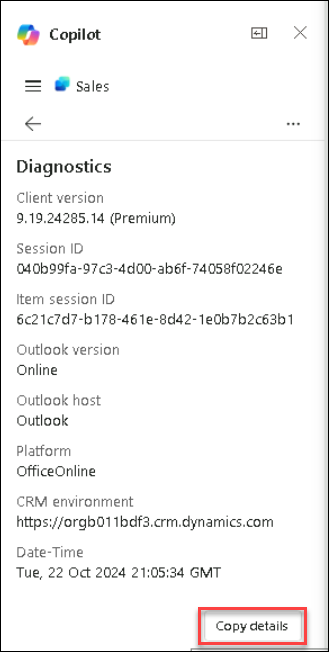 Copilot
Sales
Diagnostics
Client version
9.19.24285.14 (Premium)
Session ID
040b99fa-97c3-4d00-ab6f-74058f02246e
Item session ID
6c21c7d7-b178-461e-8d42-1e0b7b2c63b1
Outlook version
Online
Outlook host
Outlook
Platform
OfficeOnline
CRM environment
https://orgb011bdf3.crm.dynamics.com
Date-Time
Tue, 22 Oct 2024 21:05:34 GMT
Copy details